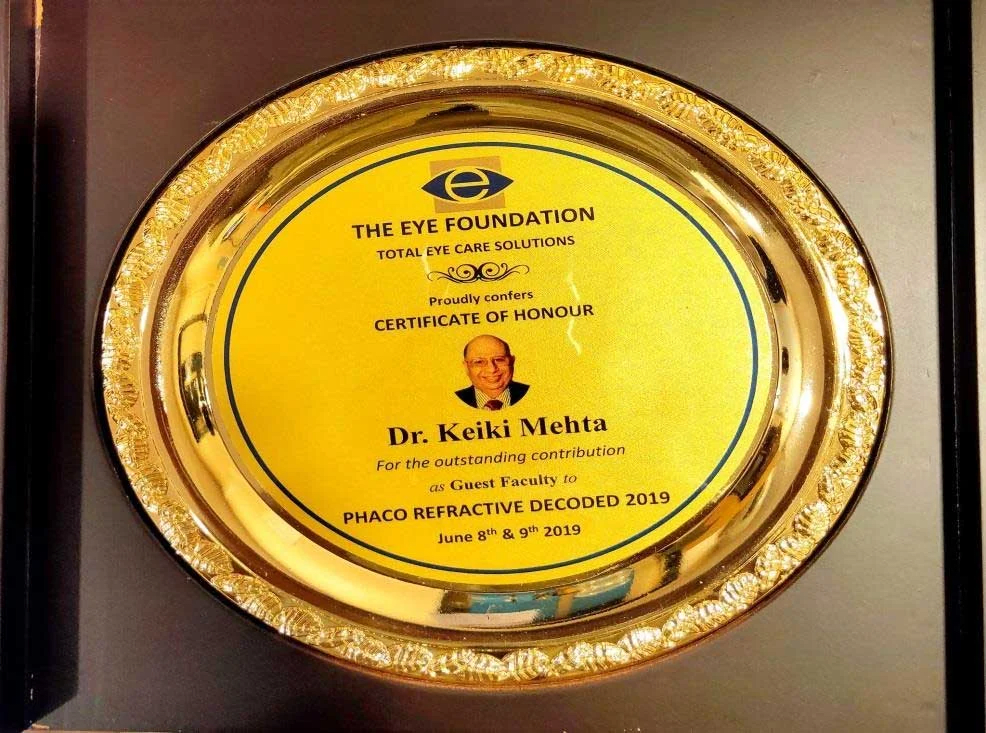 e
THE EYE FOUNDATION
TOTAL EYE CARE SOLUTIONS
Proudly confers
CERTIFICATE OF HONOUR
Dr. Keiki Mehta
For the outstanding contribution
as Guest Faculty to
PHACO REFRACTIVE DECODED 2019
June 8th & 9th 2019